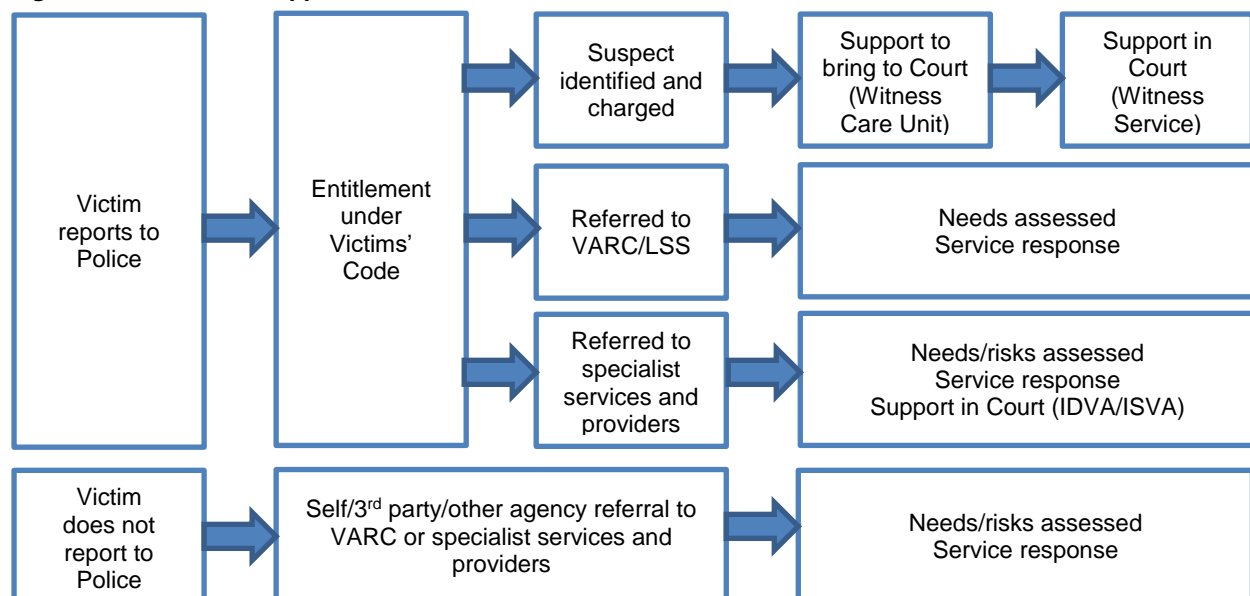 Suspect
identified and
charged
Support to
bring to Court
(Witness
Care Unit)
Support in
Court
(Witness
Service)
Victim
reports to
Police
Entitlement
under
Victims’
Code
Referred to
VARC/LSS
Needs assessed
Service response
Referred to
specialist
services and
providers
Needs/risks assessed
Service response
Support in Court (IDVA/ISVA)
Victim
does not
report to
Police
Self/3rd party/other agency referral to
VARC or specialist services and
providers
Needs/risks assessed
Service response